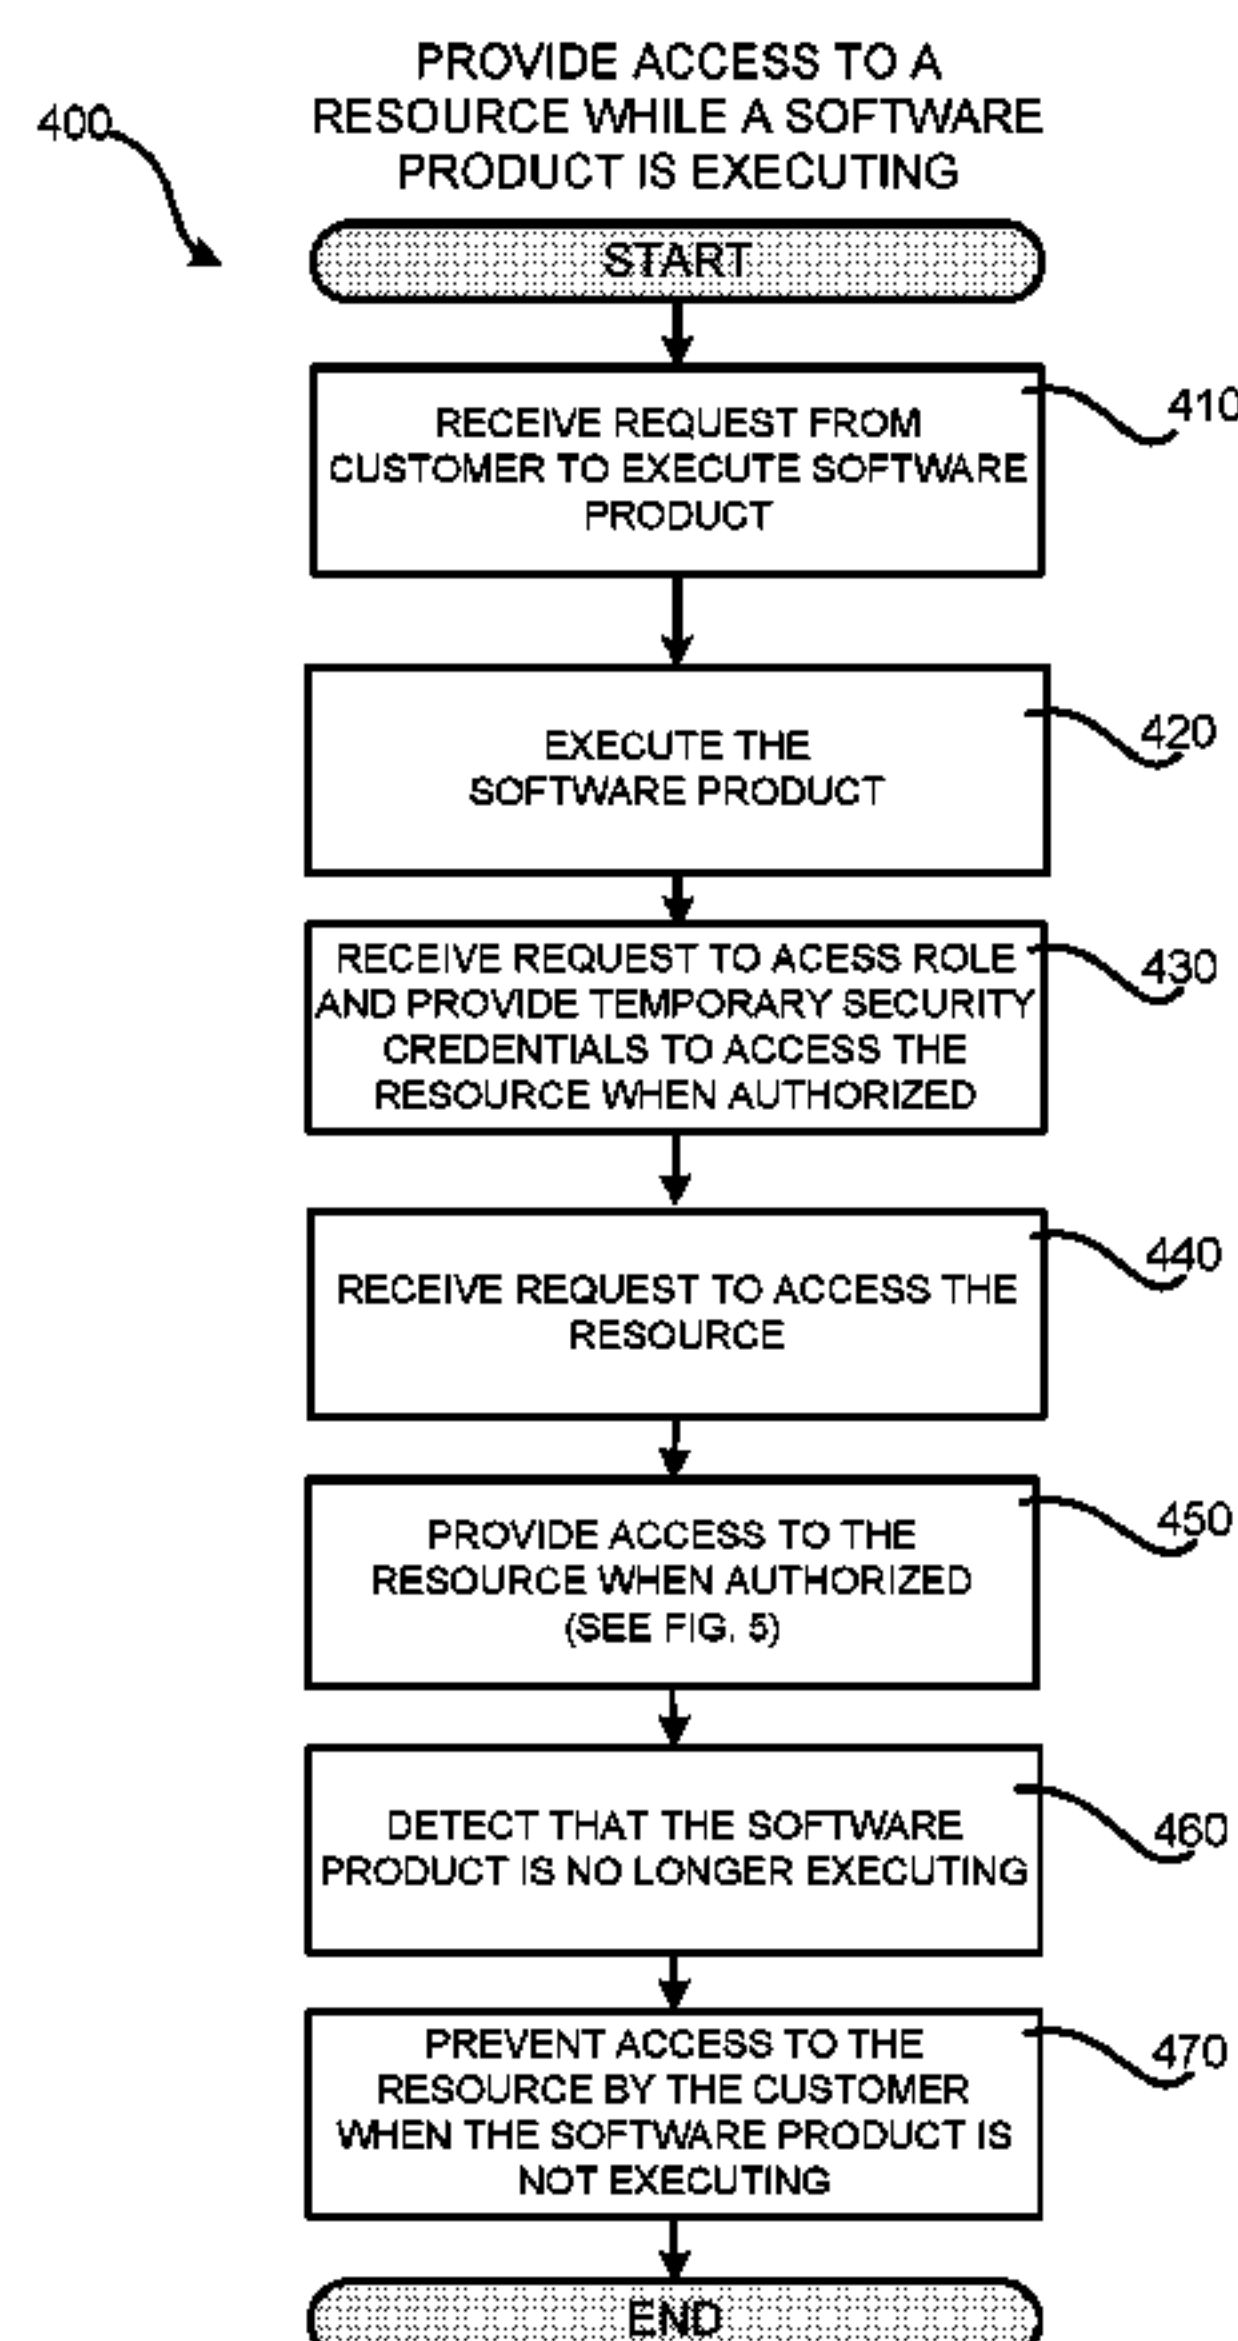 PROVIDE ACCESS TO A
RESOURCE WHILE A SOFTWARE
PRODUCT IS EXECUTING
400
START
RECEIVE REQUEST FROM
CUSTOMER TO EXECUTE SOFTWARE
PRODUCT
410
EXECUTE THE
SOFTWARE PRODUCT
420
RECEIVE REQUEST TO ACESS ROLE
AND PROVIDE TEMPORARY SECURITY
CREDENTIALS TO ACCESS THE
RESOURCE WHEN AUTHORIZED
430
RECEIVE REQUEST TO ACCESS THE
RESOURCE
440
PROVIDE ACCESS TO THE
RESOURCE WHEN AUTHORIZED
(SEE FIG. 5)
450
DETECT THAT THE SOFTWARE
PRODUCT IS NO LONGER EXECUTING
460
PREVENT ACCESS TO THE
RESOURCE BY THE CUSTOMER
WHEN THE SOFTWARE PRODUCT IS
NOT EXECUTING
470
END